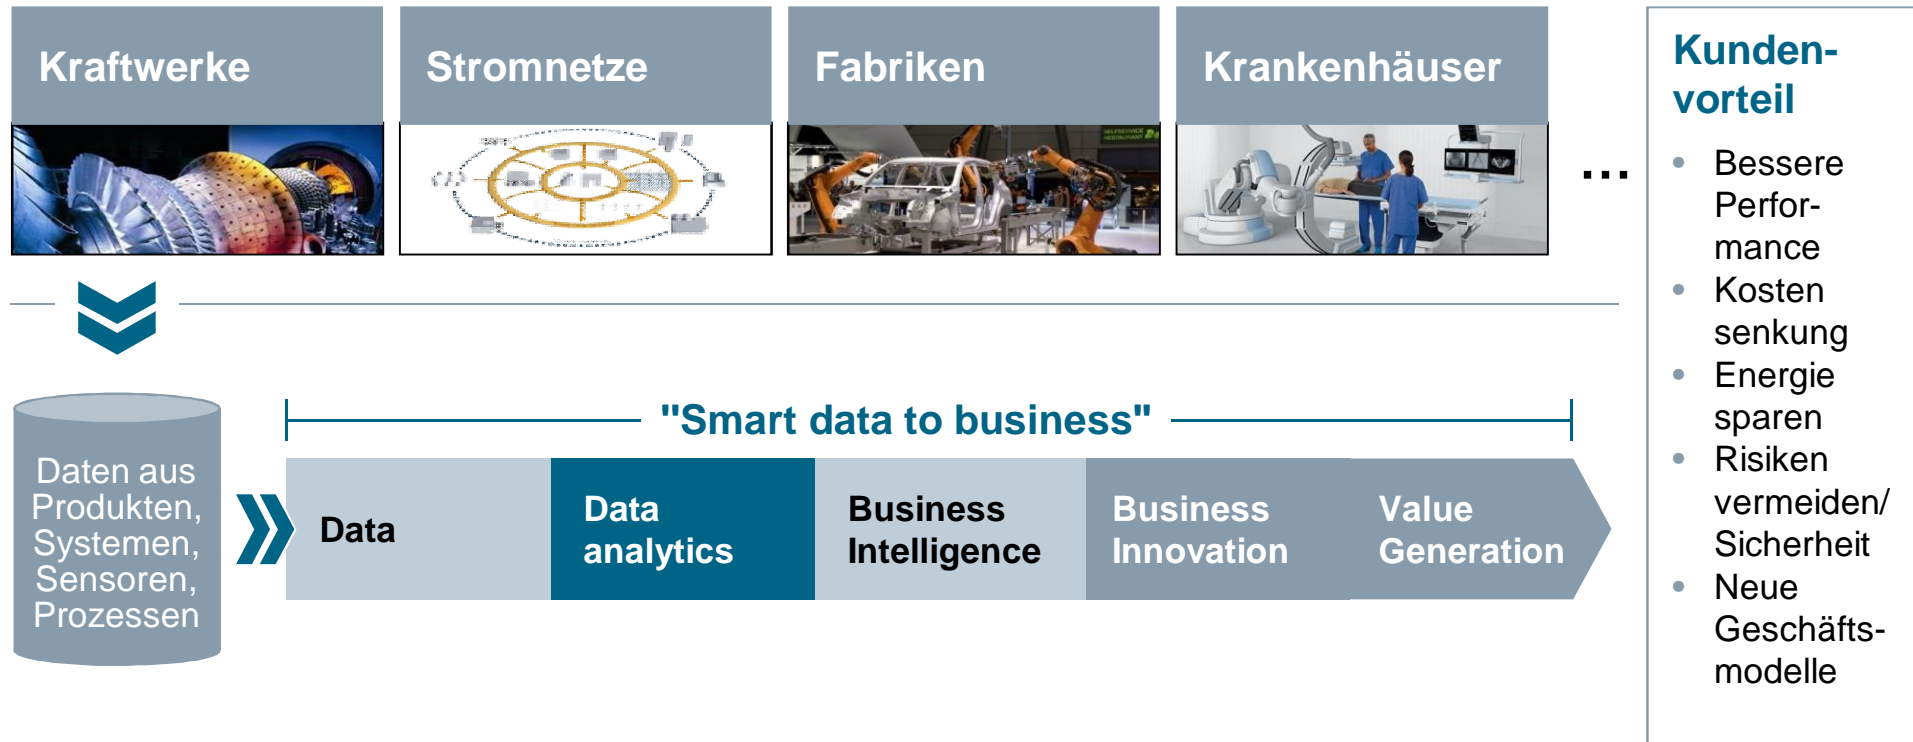 Kraftwerke
Stromnetze
Fabriken
Krankenhäuser
...
Daten aus
Produkten,
Systemen,
Sensoren,
Prozessen
"Smart data to business"
Data
Data
analytics
Business
Intelligence
Business
Innovation
Value
Generation
Kunden-
vorteil
• Bessere
Perfor-
mance
• Kosten
senkung
• Energie
sparen
• Risiken
vermeiden/
Sicherheit
• Neue
Geschäfts-
modelle